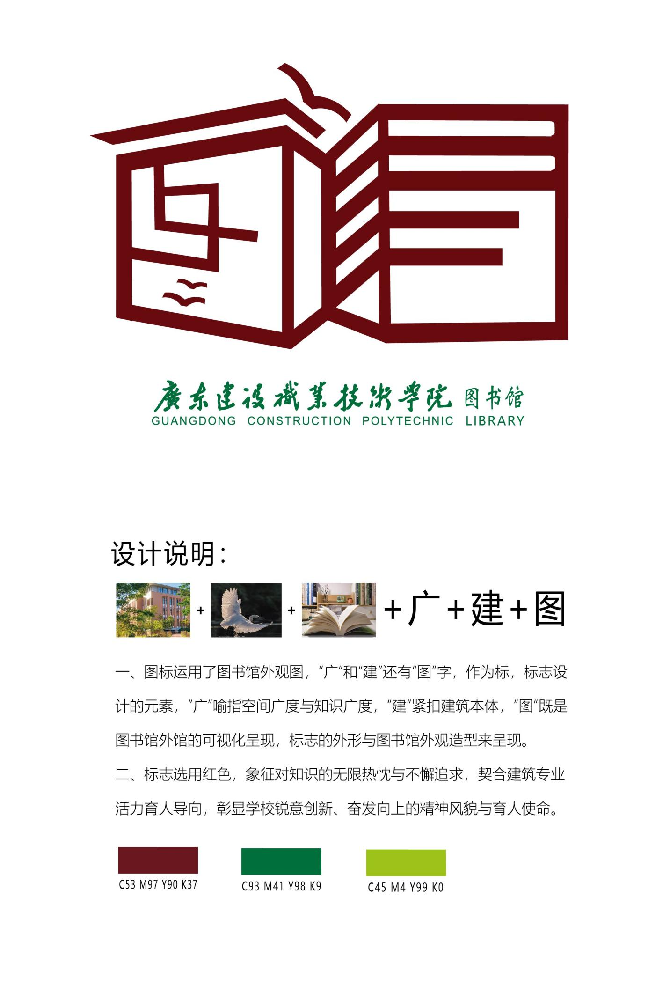 廣东建设職業技術學院 图书馆
GUANGDONG CONSTRUCTION POLYTECHNIC LIBRARY
设计说明：
+ + +广+建+图
一、图标运用了图书馆外观图，“广”和“建”还有“图”字，作为标，标志设
计的元素，“广”喻指空间广度与知识广度，“建”紧扣建筑本体，“图”既是
图书馆外馆的可视化呈现，标志的外形与图书馆外观造型来呈现。
二、标志选用红色，象征对知识的无限热忱与不懈追求，契合建筑专业
活力育人导向，彰显学校锐意创新、奋发向上的精神风貌与育人使命。
C53 M97 Y90 K37
C93 M41 Y98 K9
C45 M4 Y99 K0